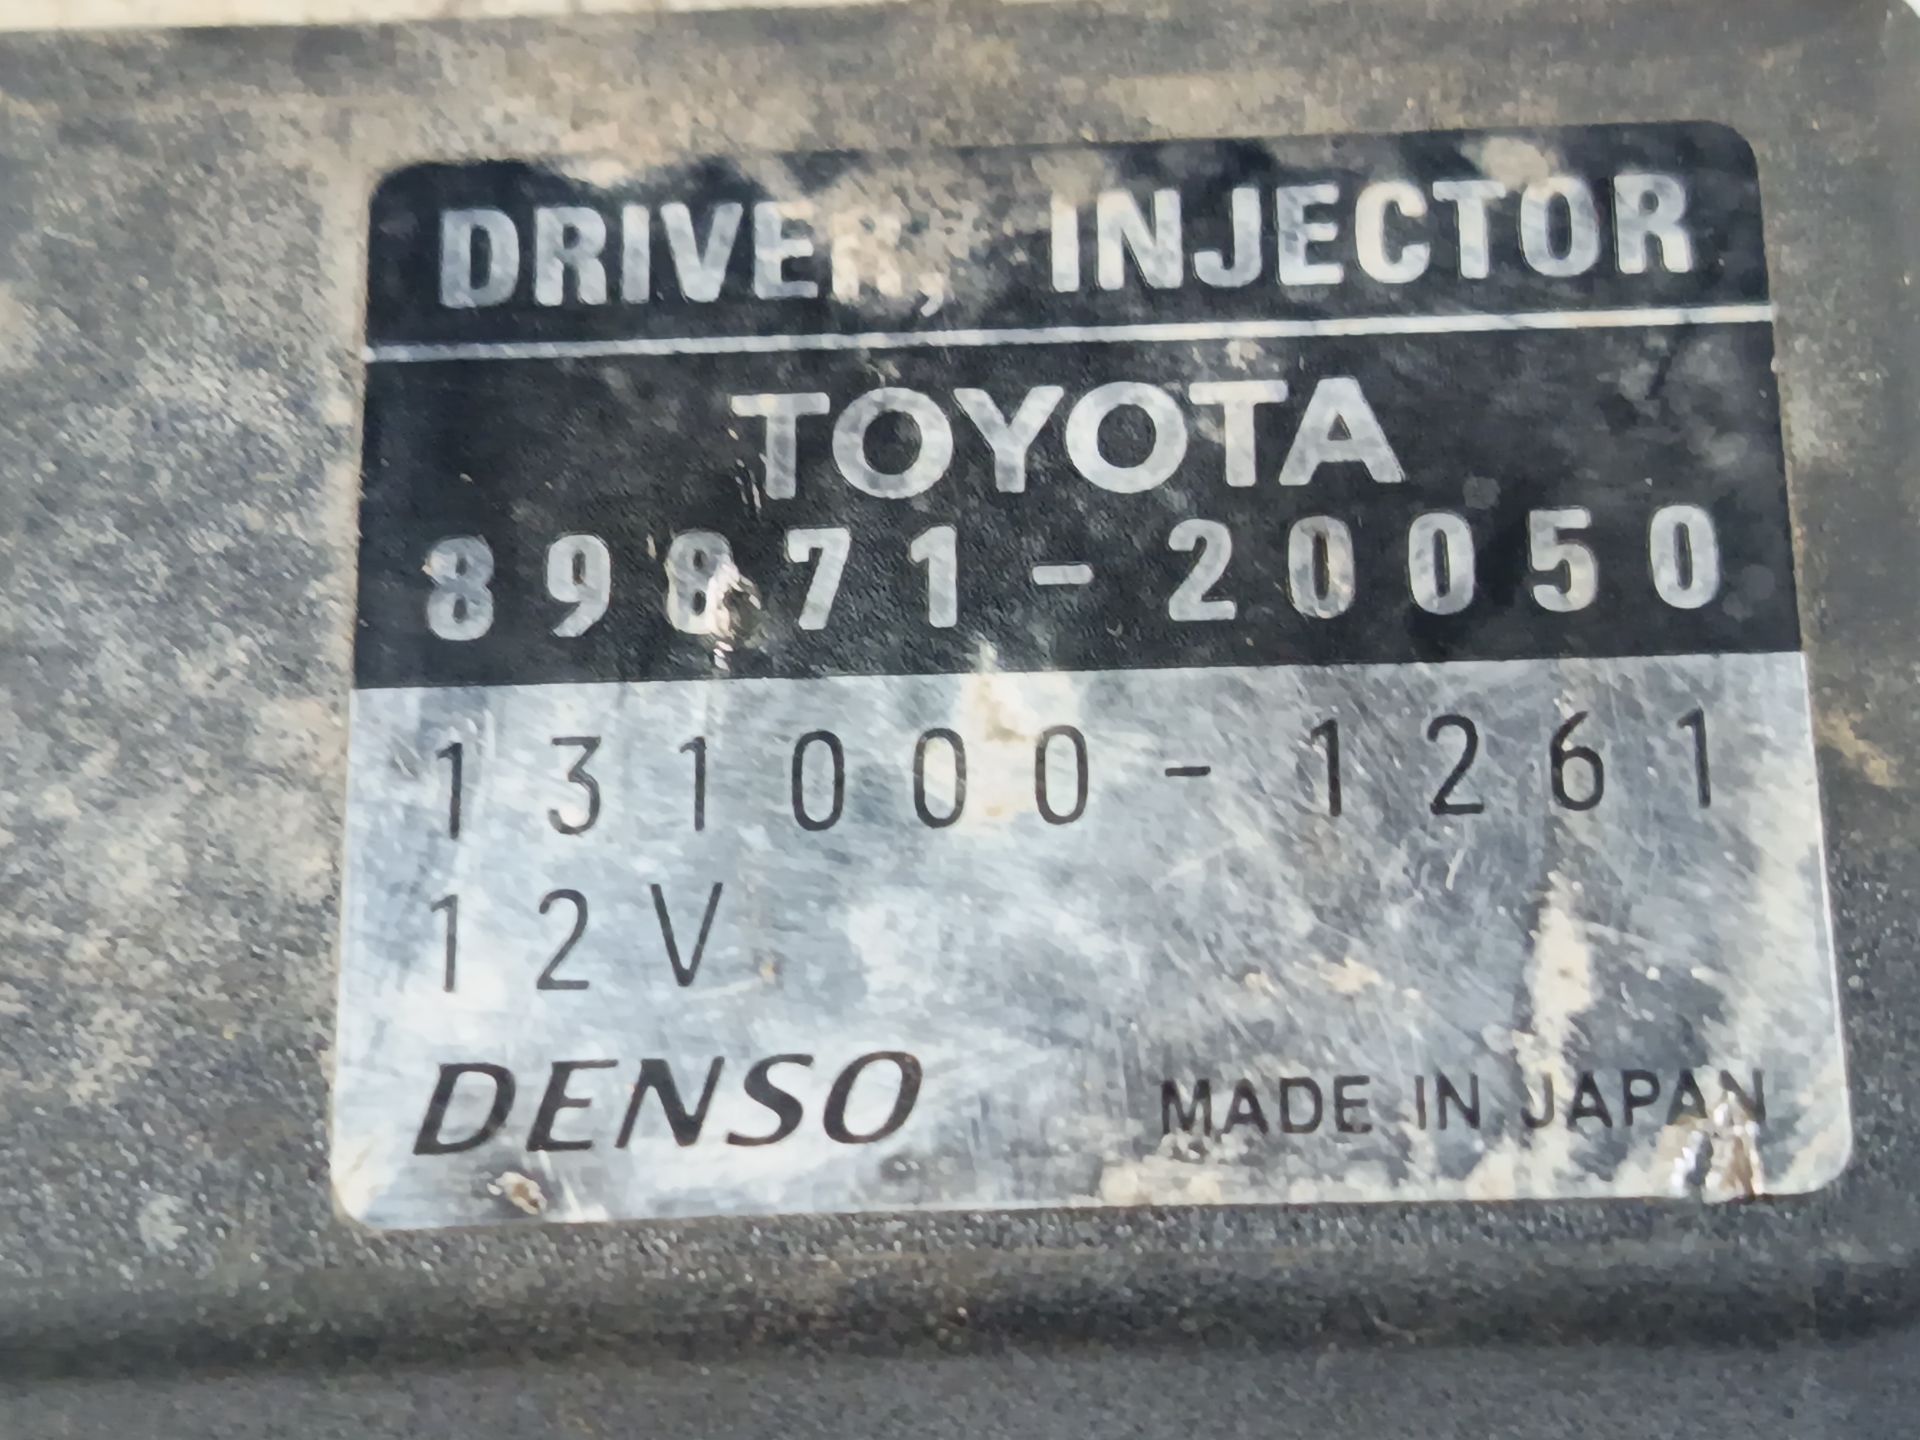 DRIVER, INJECTOR
TOYOTA
89871-20050
131000-1261
12V
DENSO MADE IN JAPAN